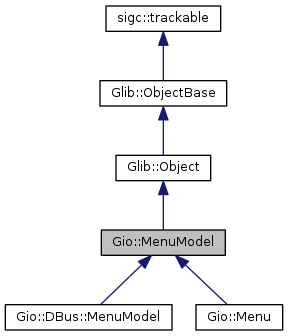 sigc::trackable
Glib::ObjectBase
Glib::Object
Gio::MenuModel
Gio::DBus::MenuModel
Gio::Menu